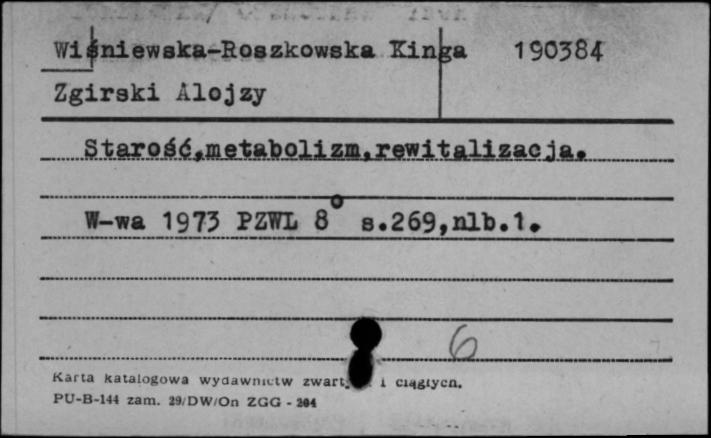 Wiśniewska-Roszkowska Kinga 190384
Zgirski Alojzy
Starość,metabolizm,rewitalizacja.
W-wa 1973 PZWL 8° s.269,nlb.1.
6
Karta katalogowa wydawnictw i ciągłych.
PU-B-144 zam. 29/DW/On ZGG - 204